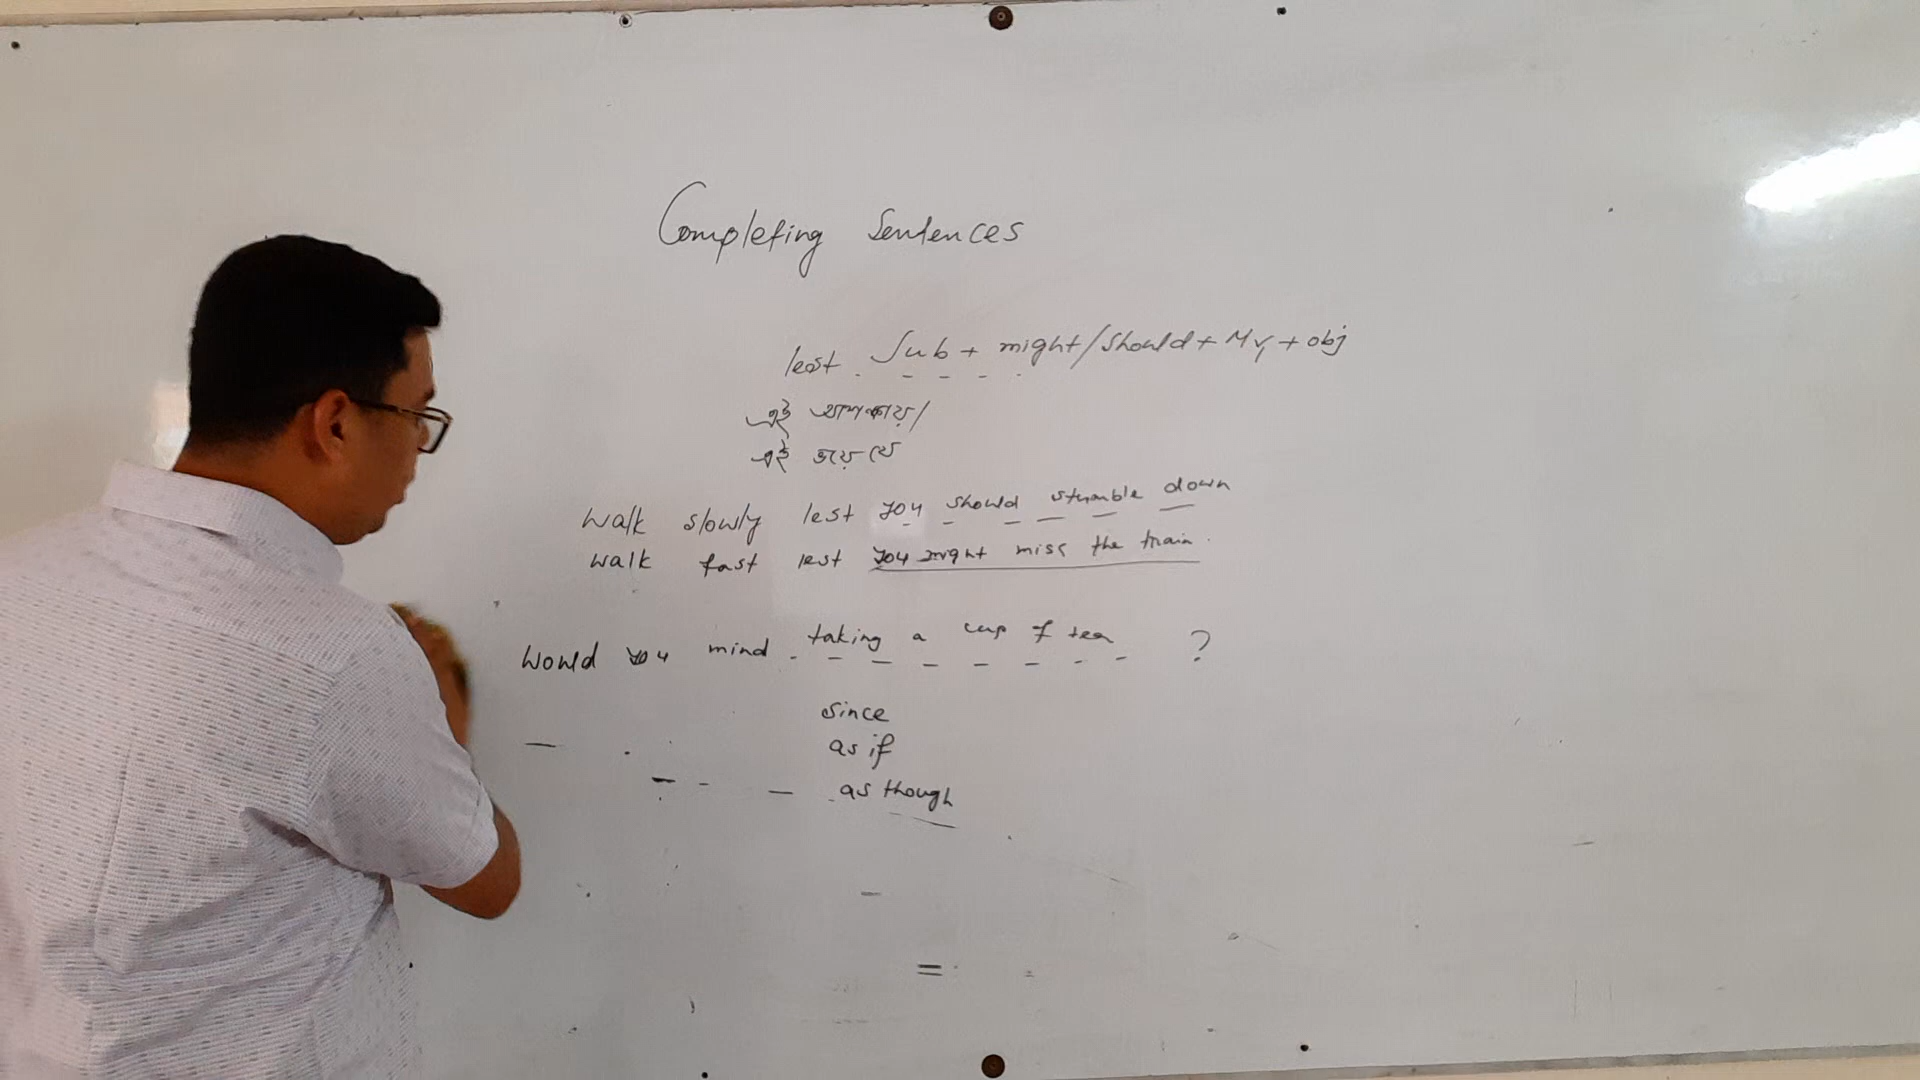 Completing Sentences
lest Sub + might/should + MV + obj
এই আশংকায়/
এই ভয়ে যে
Walk slowly lest you should stumble down
Walk fast lest you might miss the train.
Would you mind taking a cup of tea ?
Since
as if
as though